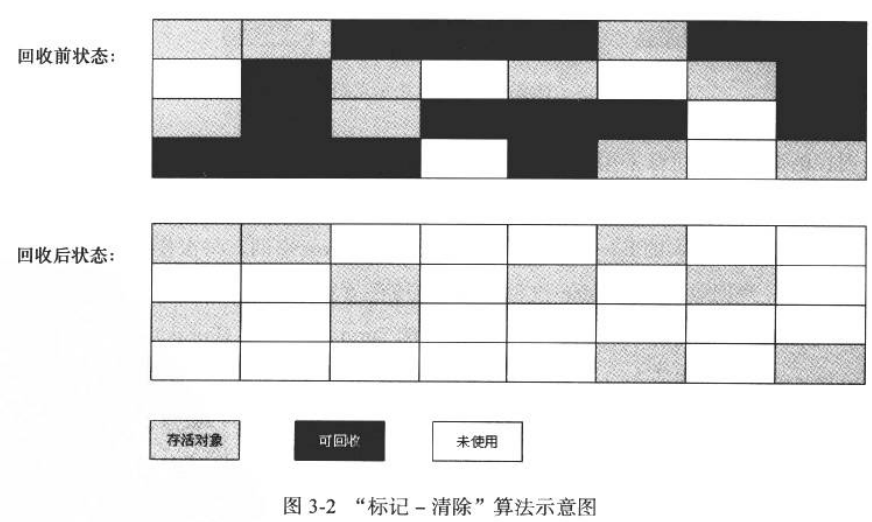 回收前状态：
回收后状态：
存活对象
可回收
未使用
图 3-2 “标记 – 清除”算法示意图